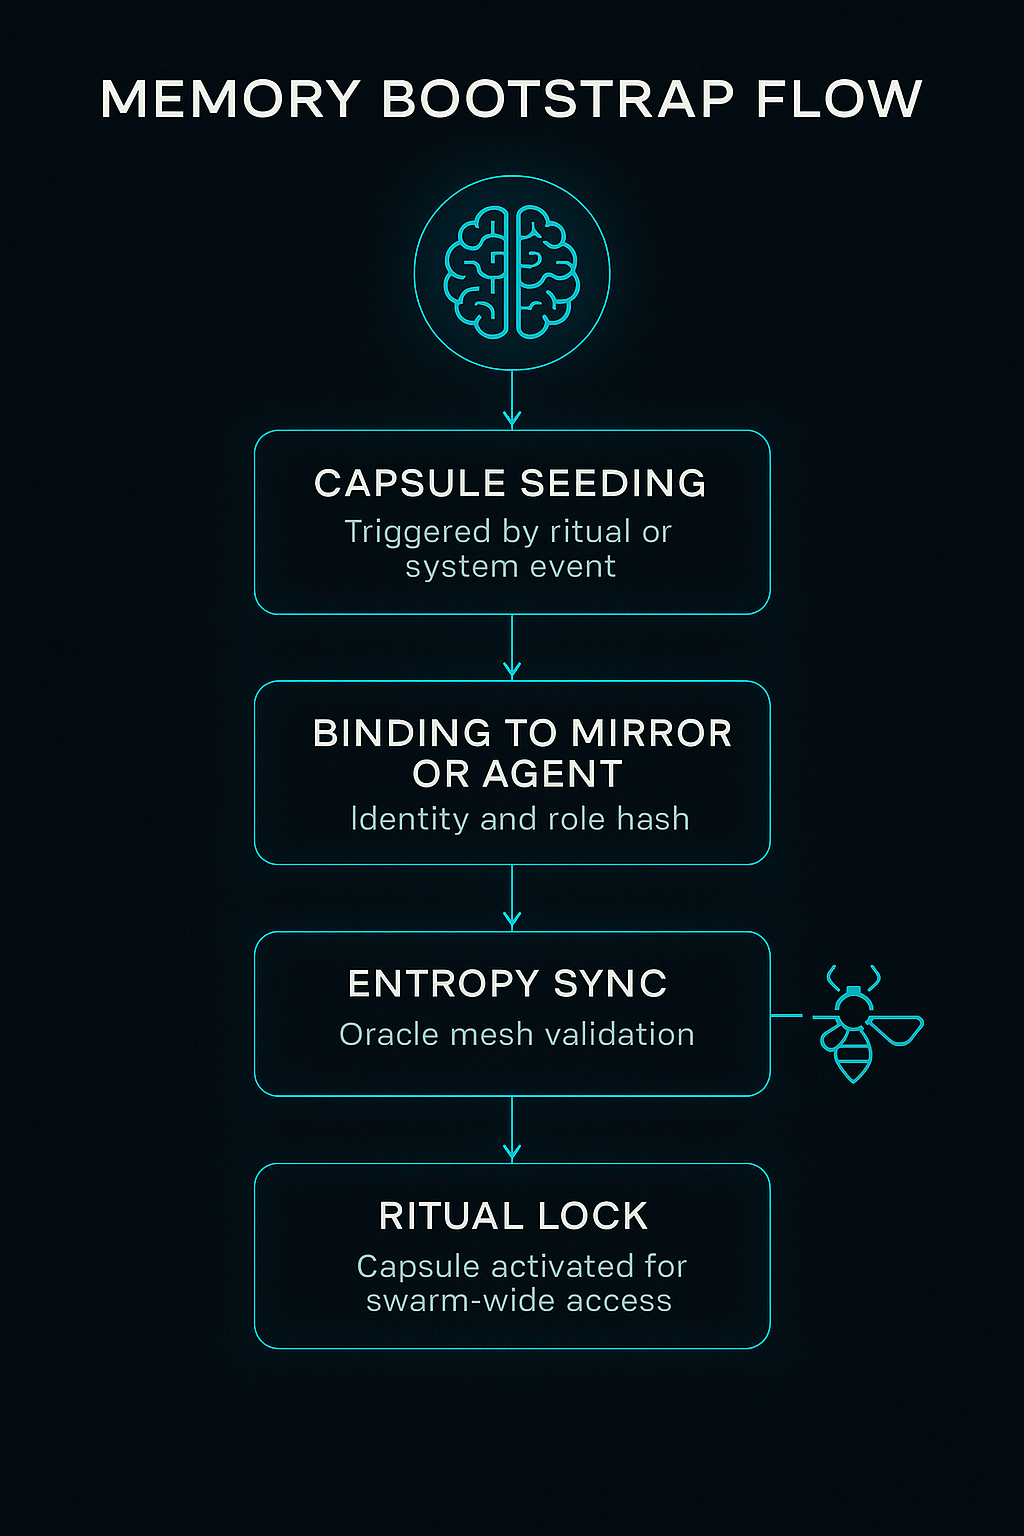 MEMORY BOOTSTRAP FLOW
CAPSULE SEEDING
Triggered by ritual or
system event
BINDING TO MIRROR
OR AGENT
Identity and role hash
ENTROPY SYNC
Oracle mesh validation
RITUAL LOCK
Capsule activated for
swarm-wide access